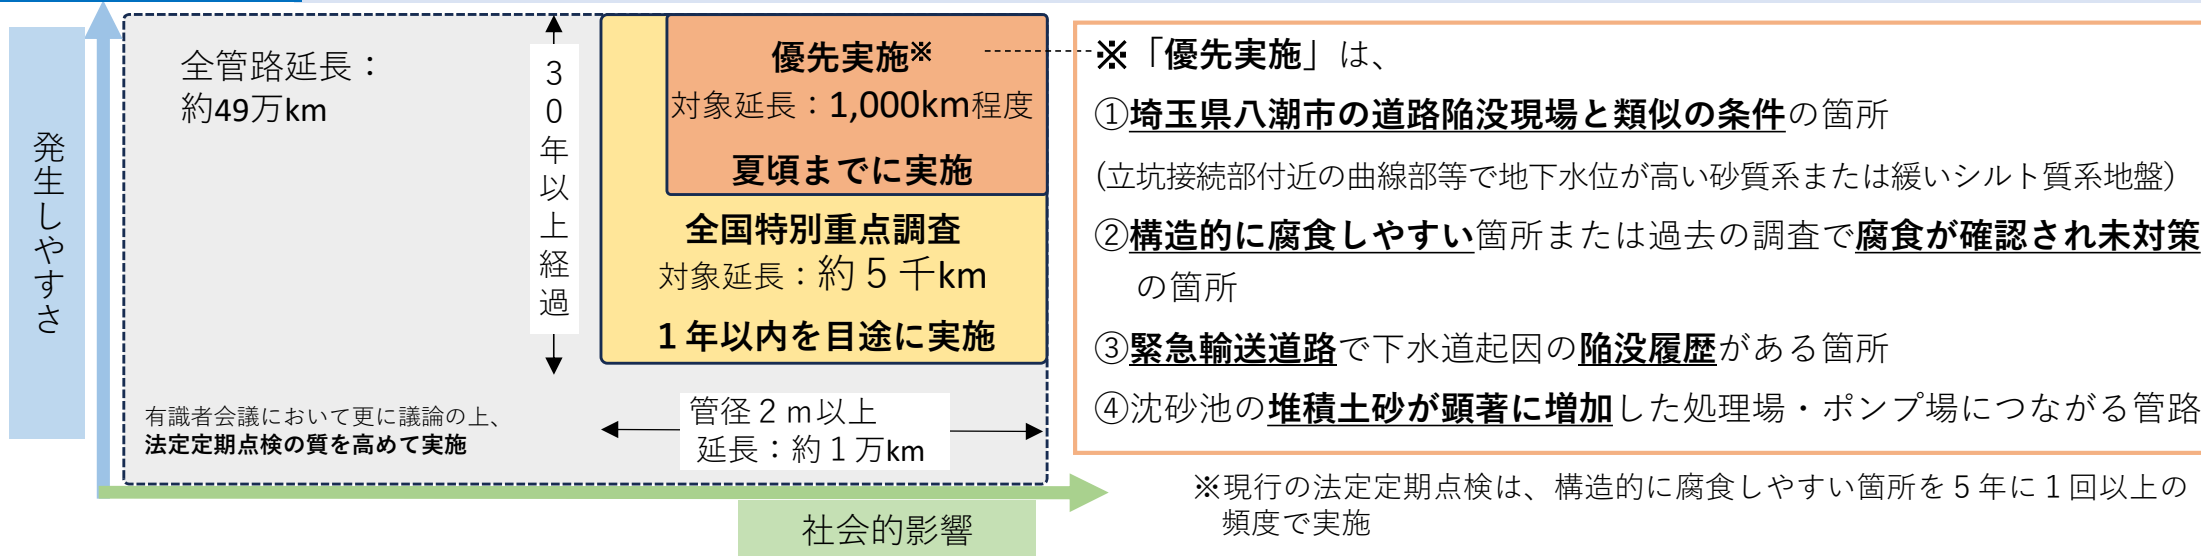 発生しやすさ
全管路延長：
約49万km
30年以上経過
優先実施※
対象延長：1,000km程度
夏頃までに実施
全国特別重点調査
対象延長：約５千km
１年以内を目途に実施
有識者会議において更に議論の上、
法定定期点検の質を高めて実施
管径２ｍ以上
延長：約１万km
社会的影響
※「優先実施」は、
①埼玉県八潮市の道路陥没現場と類似の条件の箇所
(立坑接続部付近の曲線部等で地下水位が高い砂質系または緩いシルト質系地盤)
②構造的に腐食しやすい箇所または過去の調査で腐食が確認され未対策
の箇所
③緊急輸送道路で下水道起因の陥没履歴がある箇所
④沈砂池の堆積土砂が顕著に増加した処理場・ポンプ場につながる管路
※現行の法定定期点検は、構造的に腐食しやすい箇所を５年に１回以上の
頻度で実施